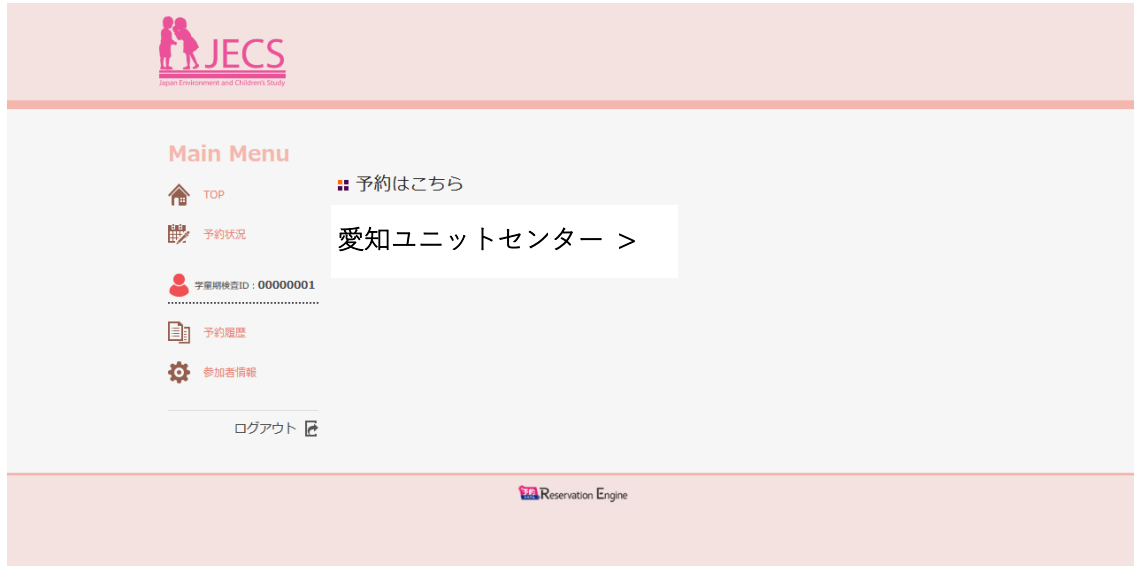 JECS
Japan Environment and Children's Study
Main Menu
TOP
予約状況
学童期検査ID：00000001
予約履歴
参加者情報
ログアウト
予約はこちら
愛知ユニットセンター >
予約 Reservation Engine